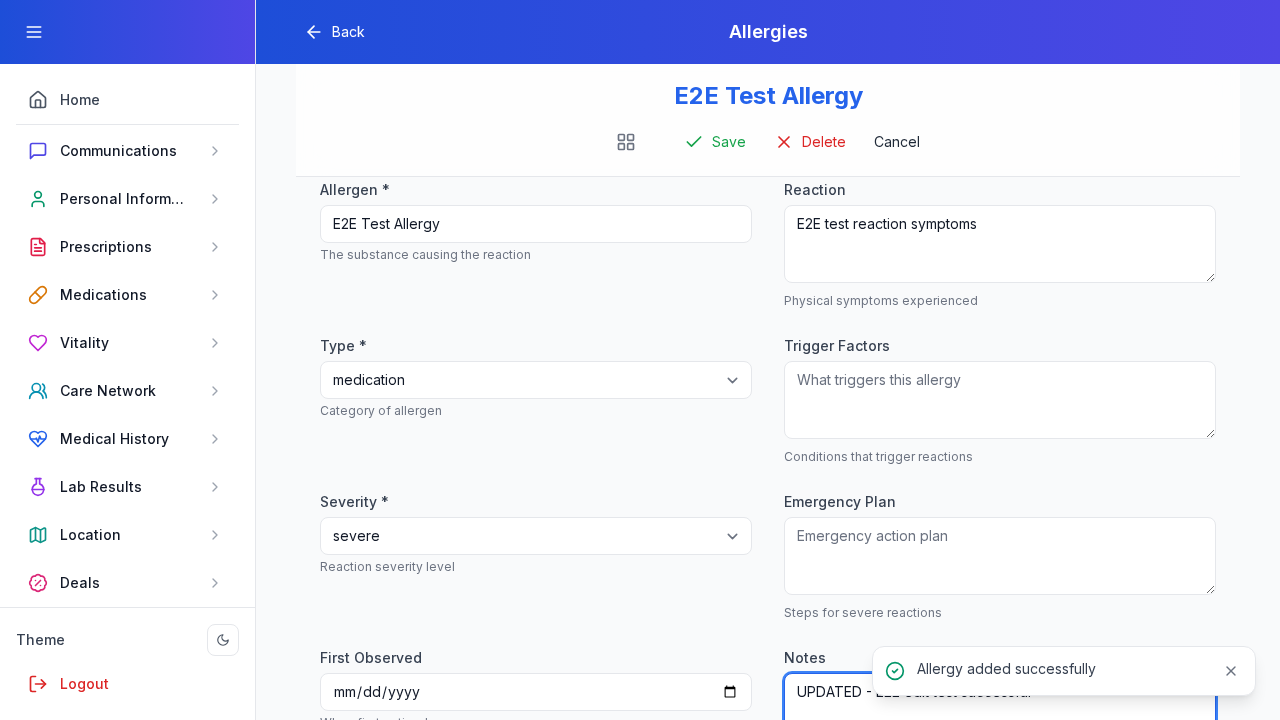 Back
Allergies
Home
Communications
Personal Inform...
Prescriptions
Medications
Vitality
Care Network
Medical History
Lab Results
Location
Deals
Theme
Logout
E2E Test Allergy
Save
Delete
Cancel
Allergen *
E2E Test Allergy
The substance causing the reaction
Reaction
E2E test reaction symptoms
Physical symptoms experienced
Type *
medication
Category of allergen
Trigger Factors
What triggers this allergy
Conditions that trigger reactions
Severity *
severe
Reaction severity level
Emergency Plan
Emergency action plan
Steps for severe reactions
First Observed
mm/dd/yyyy
Notes
UPDATED -
Allergy added successfully